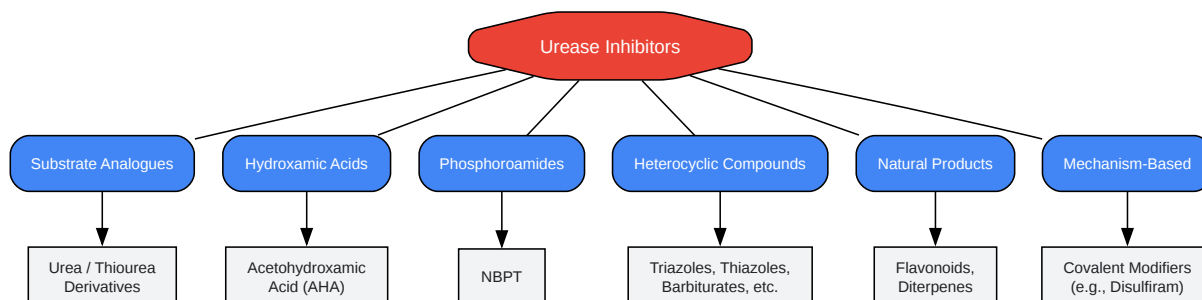 Urease Inhibitors
Substrate Analogues
Hydroxamic Acids
Phosphoroamides
Heterocyclic Compounds
Natural Products
Mechanism-Based
Urea / Thiourea
Derivatives
Acetohydroxamic
Acid (AHA)
NBPT
Triazoles, Thiazoles,
Barbiturates, etc.
Flavonoids,
Diterpenes
Covalent Modifiers
(e.g., Disulfiram)